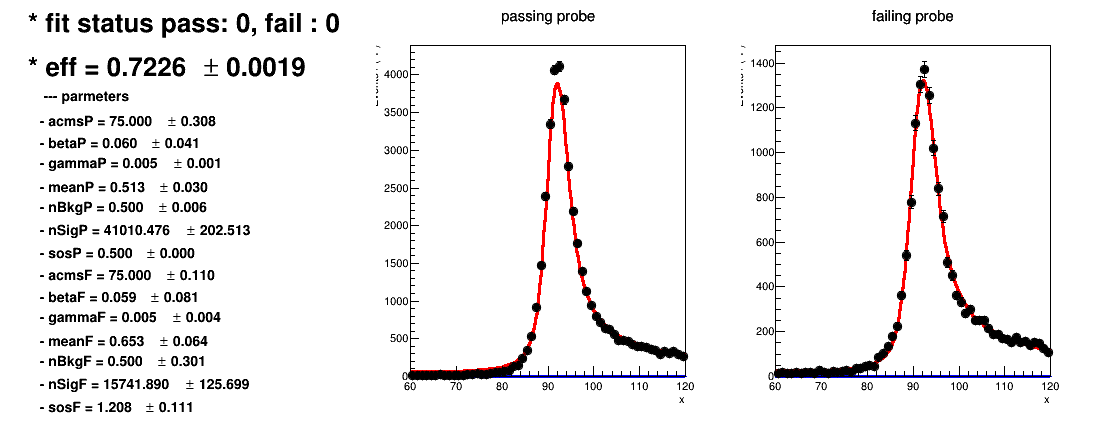 * fit status pass: 0, fail : 0
* eff = 0.7226 ± 0.0019
--- parmeters
- acmsP = 75.000 ± 0.308
- betaP = 0.060 ± 0.041
- gammaP = 0.005 ± 0.001
- meanP = 0.513 ± 0.030
- nBkgP = 0.500 ± 0.006
- nSigP = 41010.476 ± 202.513
- sosP = 0.500 ± 0.000
- acmsF = 75.000 ± 0.110
- betaF = 0.059 ± 0.081
- gammaF = 0.005 ± 0.004
- meanF = 0.653 ± 0.064
- nBkgF = 0.500 ± 0.301
- nSigF = 15741.890 ± 125.699
- sosF = 1.208 ± 0.111
passing probe
4000
3500
3000
2500
2000
1500
1000
500
0
60 70 80 90 100 110 120
x
failing probe
1400
1200
1000
800
600
400
200
0
60 70 80 90 100 110 120
x